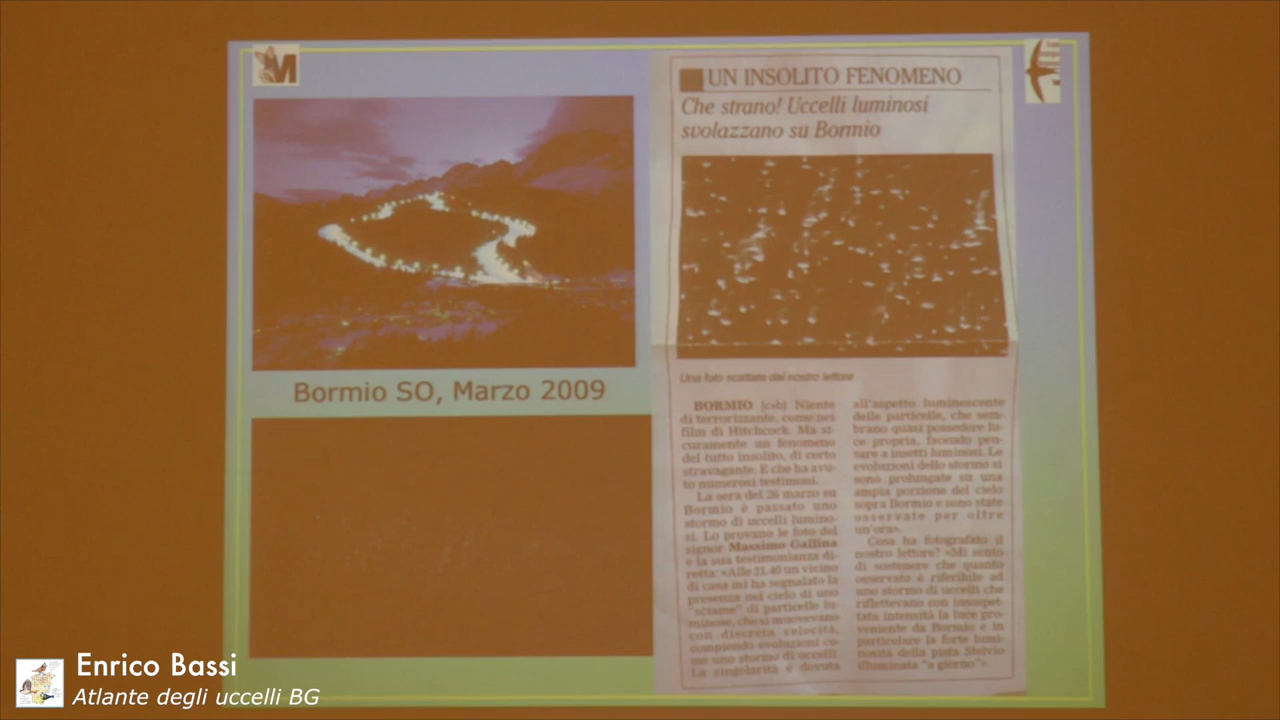 M
UN INSOLITO FENOMENO
Che strano! Uccelli luminosi
svolazzano su Bormio
Bormio SO, Marzo 2009
Una foto scattata dal nostro lettore
BORMIO (c»b) Niente
di terrorizzante, come nei
film di Hitchcock. Ma si-
curamente un fenomeno
del tutto insolito, di certo
stravagante. E che ha avu-
to numerosi testimoni.
La sera del 26 marzo su
Bormio è passato uno
stormo di uccelli lumino-
si. Lo provano le foto del
signor Massimo Gallina
e la sua testimonianza di-
retta: «Alle 21.40 un vicino
di casa mi ha segnalato la
presenza nel cielo di uno
"sciame" di particelle lu-
minose, che si muovevano
con discreta velocità,
compiendo evoluzioni co-
me uno stormo di uccelli.
La singolarità è dovuta
all'aspetto luminescente
delle particelle, che sem-
brano quasi possedere lu-
ce propria, facendo pen-
sare a insetti luminosi. Le
evoluzioni dello stormo si
sono prolungate su una
ampia porzione del cielo
sopra Bormio e sono state
osservate per oltre
un'ora».
Cosa ha fotografato il
nostro lettore? «Mi sento
di sostenere che quanto
osservato è riferibile ad
uno stormo di uccelli che
riflettevano con insospet-
tata intensità la luce pro-
veniente da Bormio e in
particolare la forte lumi-
nosità della pista Stelvio
illuminata "a giorno"».
Enrico Bassi
Atlante degli uccelli BG